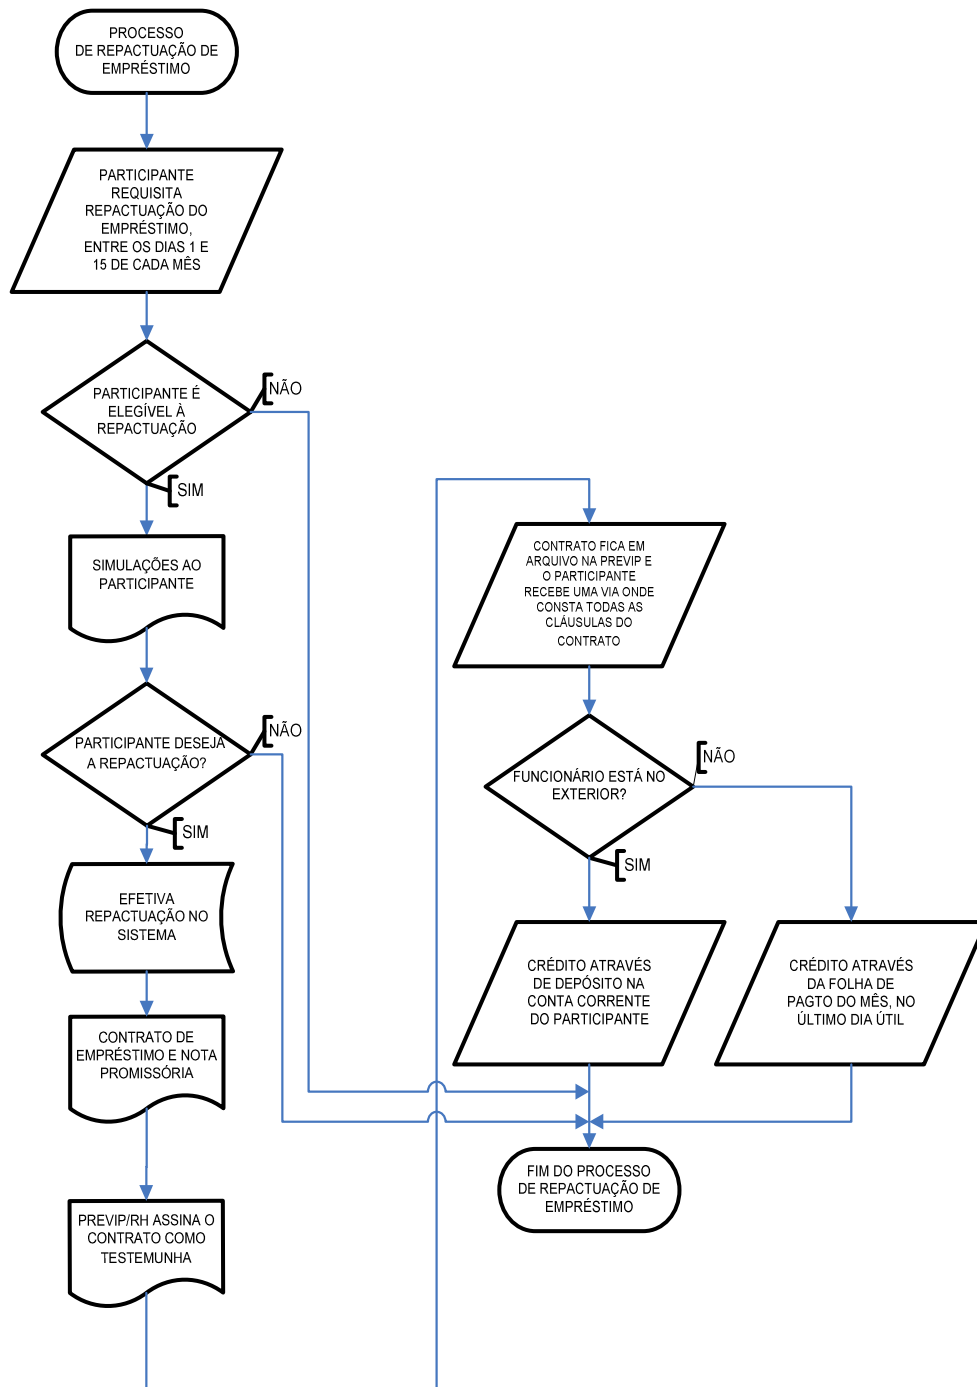 PROCESSO
DE REPACTUAÇÃO DE
EMPRÉSTIMO
PARTICIPANTE
REQUISITA
REPACTUAÇÃO DO
EMPRÉSTIMO,
ENTRE OS DIAS 1 E
15 DE CADA MÊS
PARTICIPANTE É
ELEGÍVEL À
REPACTUAÇÃO
NÃO
SIM
SIMULAÇÕES AO
PARTICIPANTE
PARTICIPANTE DESEJA
A REPACTUAÇÃO?
NÃO
SIM
EFETIVA
REPACTUAÇÃO NO
SISTEMA
CONTRATO DE
EMPRÉSTIMO E NOTA
PROMISSÓRIA
PREVIP/RH ASSINA O
CONTRATO COMO
TESTEMUNHA
CONTRATO FICA EM
ARQUIVO NA PREVIP E
O PARTICIPANTE
RECEBE UMA VIA ONDE
CONSTA TODAS AS
CLÁUSULAS DO
CONTRATO
FUNCIONÁRIO ESTÁ NO
EXTERIOR?
NÃO
SIM
CRÉDITO ATRAVÉS
DE DEPÓSITO NA
CONTA CORRENTE
DO PARTICIPANTE
CRÉDITO ATRAVÉS
DA FOLHA DE
PAGTO DO MÊS, NO
ÚLTIMO DIA ÚTIL
FIM DO PROCESSO
DE REPACTUAÇÃO DE
EMPRÉSTIMO